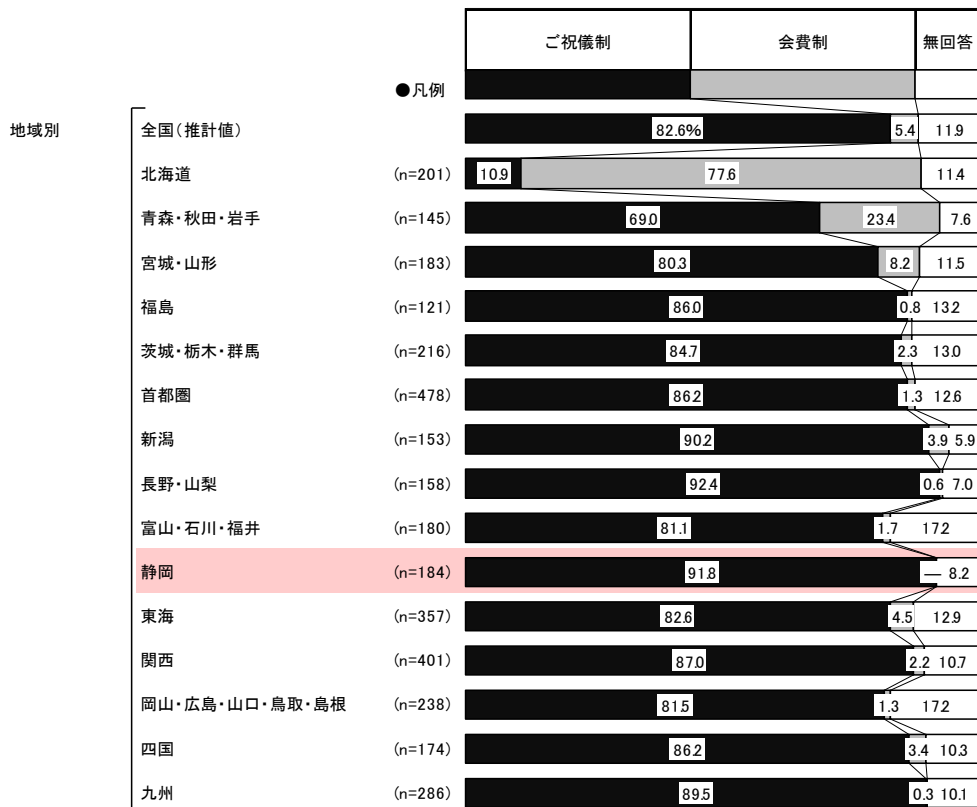 ご祝儀制 会費制 無回答
●凡例
地域別 全国(推計値) 82.6% 5.4 11.9
北海道 (n=201) 10.9 77.6 11.4
青森・秋田・岩手 (n=145) 69.0 23.4 7.6
宮城・山形 (n=183) 80.3 8.2 11.5
福島 (n=121) 86.0 0.8 13.2
茨城・栃木・群馬 (n=216) 84.7 2.3 13.0
首都圏 (n=478) 86.2 1.3 12.6
新潟 (n=153) 90.2 3.9 5.9
長野・山梨 (n=158) 92.4 0.6 7.0
富山・石川・福井 (n=180) 81.1 1.7 17.2
静岡 (n=184) 91.8 ― 8.2
東海 (n=357) 82.6 4.5 12.9
関西 (n=401) 87.0 2.2 10.7
岡山・広島・山口・鳥取・島根 (n=238) 81.5 1.3 17.2
四国 (n=174) 86.2 3.4 10.3
九州 (n=286) 89.5 0.3 10.1